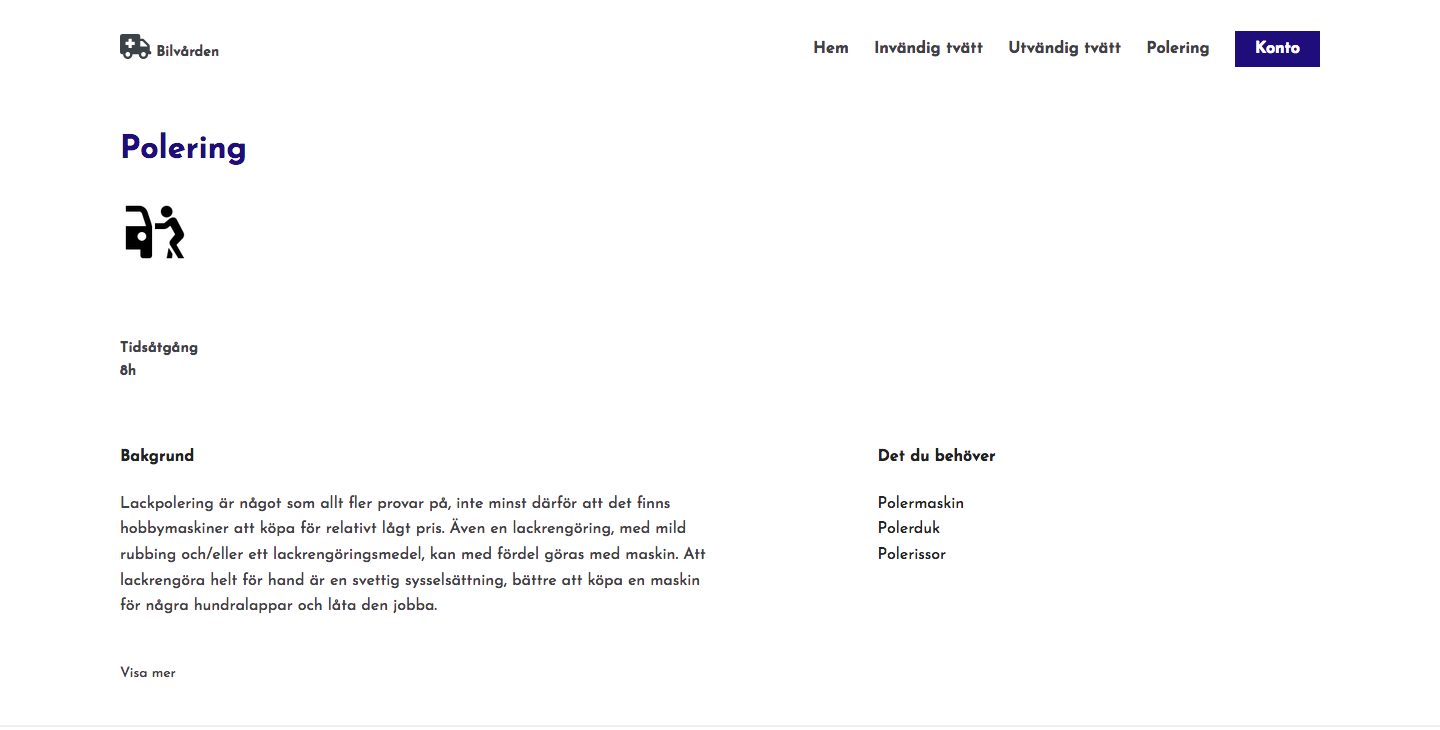 Bilvården
Hem
Invändig tvätt
Utvändig tvätt
Polering
Konto
Polering
Tidsåtgång
8h
Bakgrund
Lackpolering är något som allt fler provar på, inte minst därför att det finns
hobbymaskiner att köpa för relativt lågt pris. Även en lackrengöring, med mild
rubbing och/eller ett lackrengöringsmedel, kan med fördel göras med maskin. Att
lackrengöra helt för hand är en svettig sysselsättning, bättre att köpa en maskin
för några hundralappar och låta den jobba.
Visa mer
Det du behöver
Polermaskin
Polerduk
Polerissor